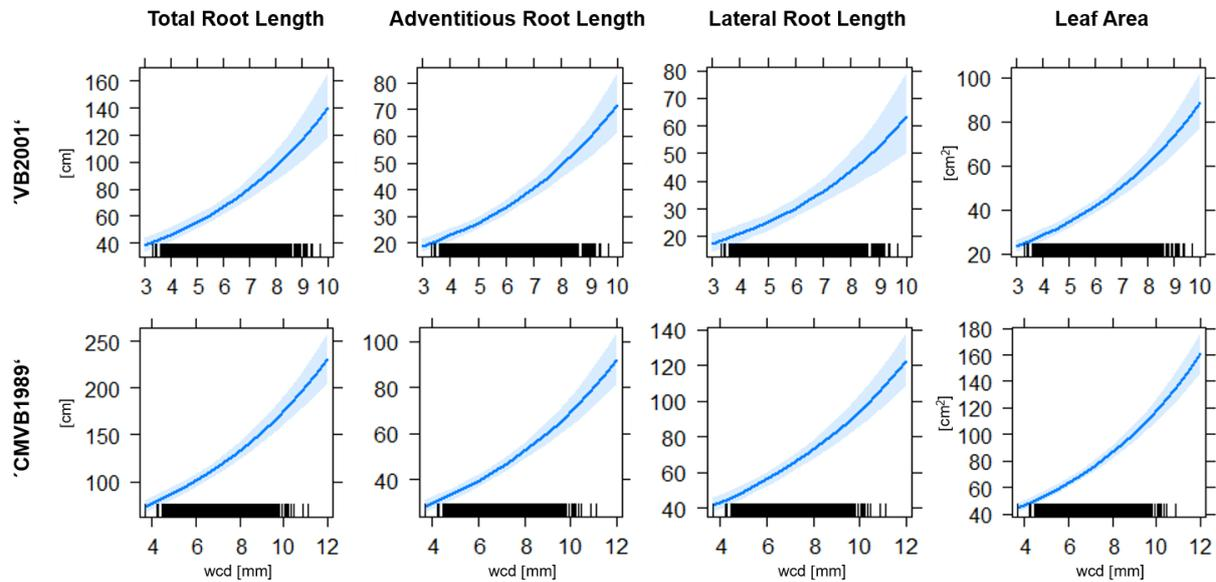 Total Root Length Adventitious Root Length Lateral Root Length Leaf Area
´VB2001‘
[cm]
160
140
120
100
80
60
40
3 4 5 6 7 8 9 10
80
70
60
50
40
30
20
3 4 5 6 7 8 9 10
80
70
60
50
40
30
20
3 4 5 6 7 8 9 10
[cm²]
100
80
60
40
20
3 4 5 6 7 8 9 10
´CMVB1989‘
[cm]
250
200
150
100
4 6 8 10 12
wcd [mm]
100
80
60
40
4 6 8 10 12
wcd [mm]
140
120
100
80
60
40
4 6 8 10 12
wcd [mm]
[cm²]
180
160
140
120
100
80
60
40
4 6 8 10 12
wcd [mm]